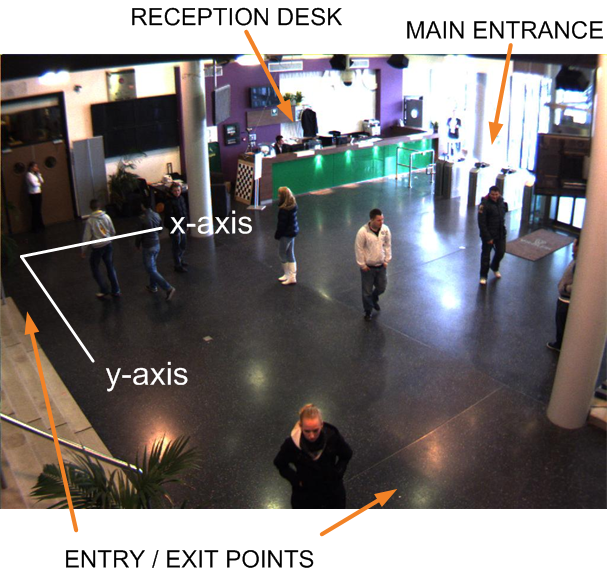 RECEPTION DESK
MAIN ENTRANCE
x-axis
y-axis
ENTRY / EXIT POINTS